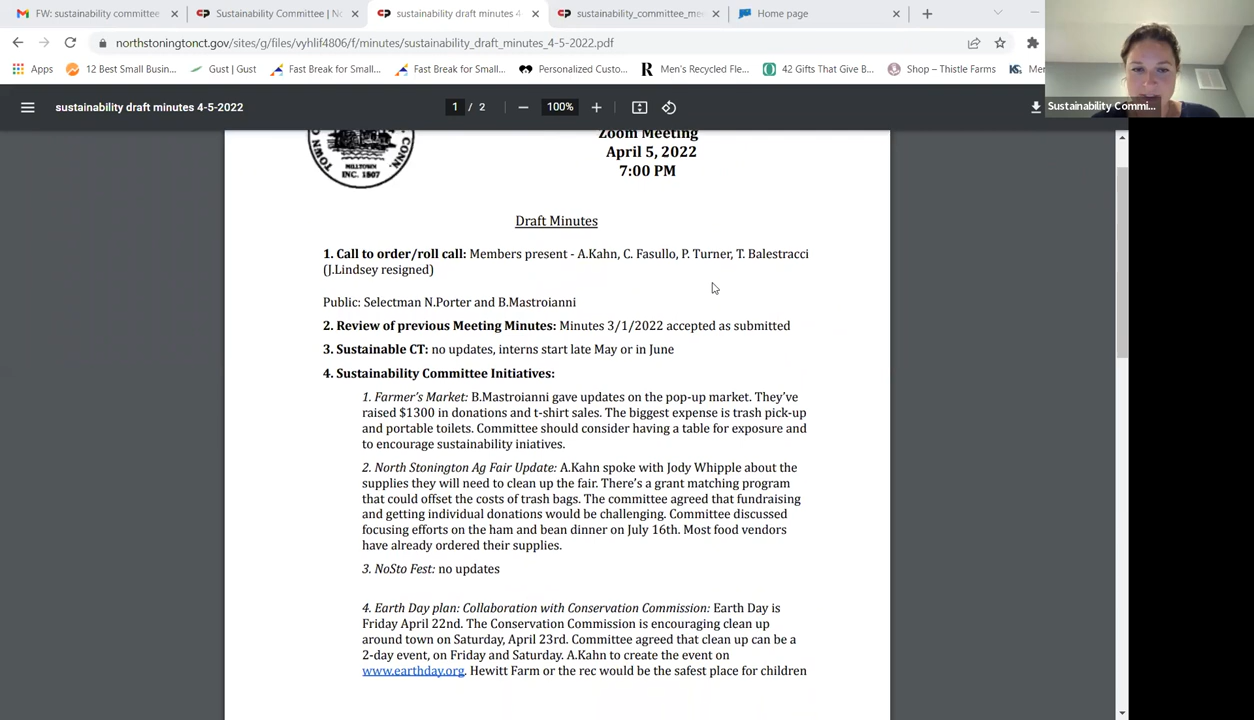 FW: sustainability committee
Sustainability Committee | No
sustainability draft minutes 4-
sustainability_committee_mee
Home page
northstoningtonct.gov/sites/g/files/vyhlif4806/f/minutes/sustainability_draft_minutes_4-5-2022.pdf
Apps
12 Best Small Busin...
Gust | Gust
Fast Break for Small...
Fast Break for Small...
Personalized Custo...
Men's Recycled Fle...
42 Gifts That Give B...
Shop – Thistle Farms
Mer
sustainability draft minutes 4-5-2022
1 / 2
100%
Sustainability Commi...
TOWN
CONN.
MILLTOWN
INC. 1807
Zoom Meeting
April 5, 2022
7:00 PM
Draft Minutes
1. Call to order/roll call: Members present - A.Kahn, C. Fasullo, P. Turner, T. Balestracci
(J.Lindsey resigned)
Public: Selectman N.Porter and B.Mastroianni
2. Review of previous Meeting Minutes: Minutes 3/1/2022 accepted as submitted
3. Sustainable CT: no updates, interns start late May or in June
4. Sustainability Committee Initiatives:
1. Farmer's Market: B.Mastroianni gave updates on the pop-up market. They've
raised $1300 in donations and t-shirt sales. The biggest expense is trash pick-up
and portable toilets. Committee should consider having a table for exposure and
to encourage sustainability iniatives.
2. North Stonington Ag Fair Update: A.Kahn spoke with Jody Whipple about the
supplies they will need to clean up the fair. There's a grant matching program
that could offset the costs of trash bags. The committee agreed that fundraising
and getting individual donations would be challenging. Committee discussed
focusing efforts on the ham and bean dinner on July 16th. Most food vendors
have already ordered their supplies.
3. NoSto Fest: no updates
4. Earth Day plan: Collaboration with Conservation Commission: Earth Day is
Friday April 22nd. The Conservation Commission is encouraging clean up
around town on Saturday, April 23rd. Committee agreed that clean up can be a
2-day event, on Friday and Saturday. A.Kahn to create the event on
www.earthday.org. Hewitt Farm or the rec would be the safest place for children